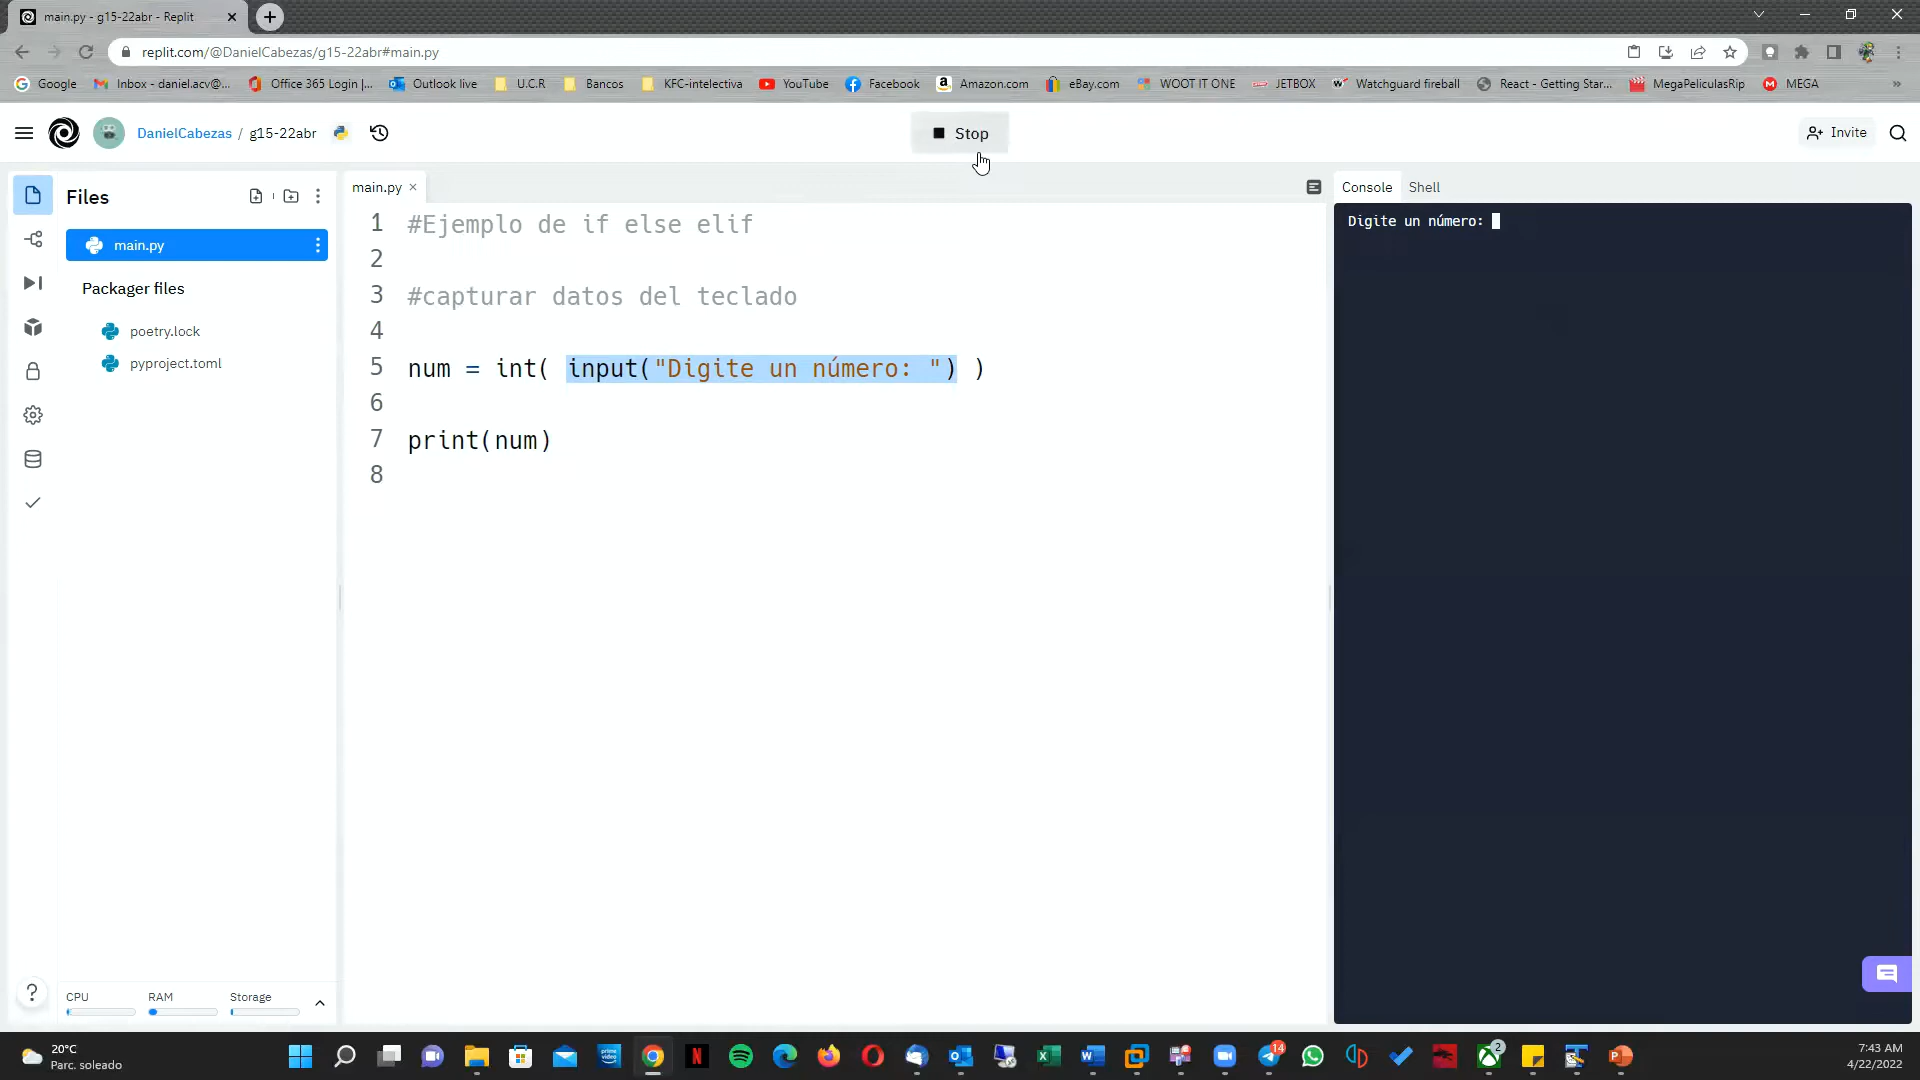 main.py - g15-22abr - Replit
replit.com/@DanielCabezas/g15-22abr#main.py
Google
Inbox - daniel.acv@...
Office 365 Login |...
Outlook live
U.C.R
Bancos
KFC-intelectiva
YouTube
Facebook
Amazon.com
eBay.com
WOOT IT ONE
JETBOX
Watchguard fireball
React - Getting Star...
MegaPeliculasRip
MEGA
»
DanielCabezas / g15-22abr
Stop
Invite
Files
main.py
Console
Shell
main.py
Packager files
poetry.lock
pyproject.toml
1 #Ejemplo de if else elif
2
3 #capturar datos del teclado
4
5 num = int( input("Digite un número: ") )
6
7 print(num)
8
Digite un número:
?
CPU
RAM
Storage
20°C
Parc. soleado
prime video
14
2
7:43 AM
4/22/2022